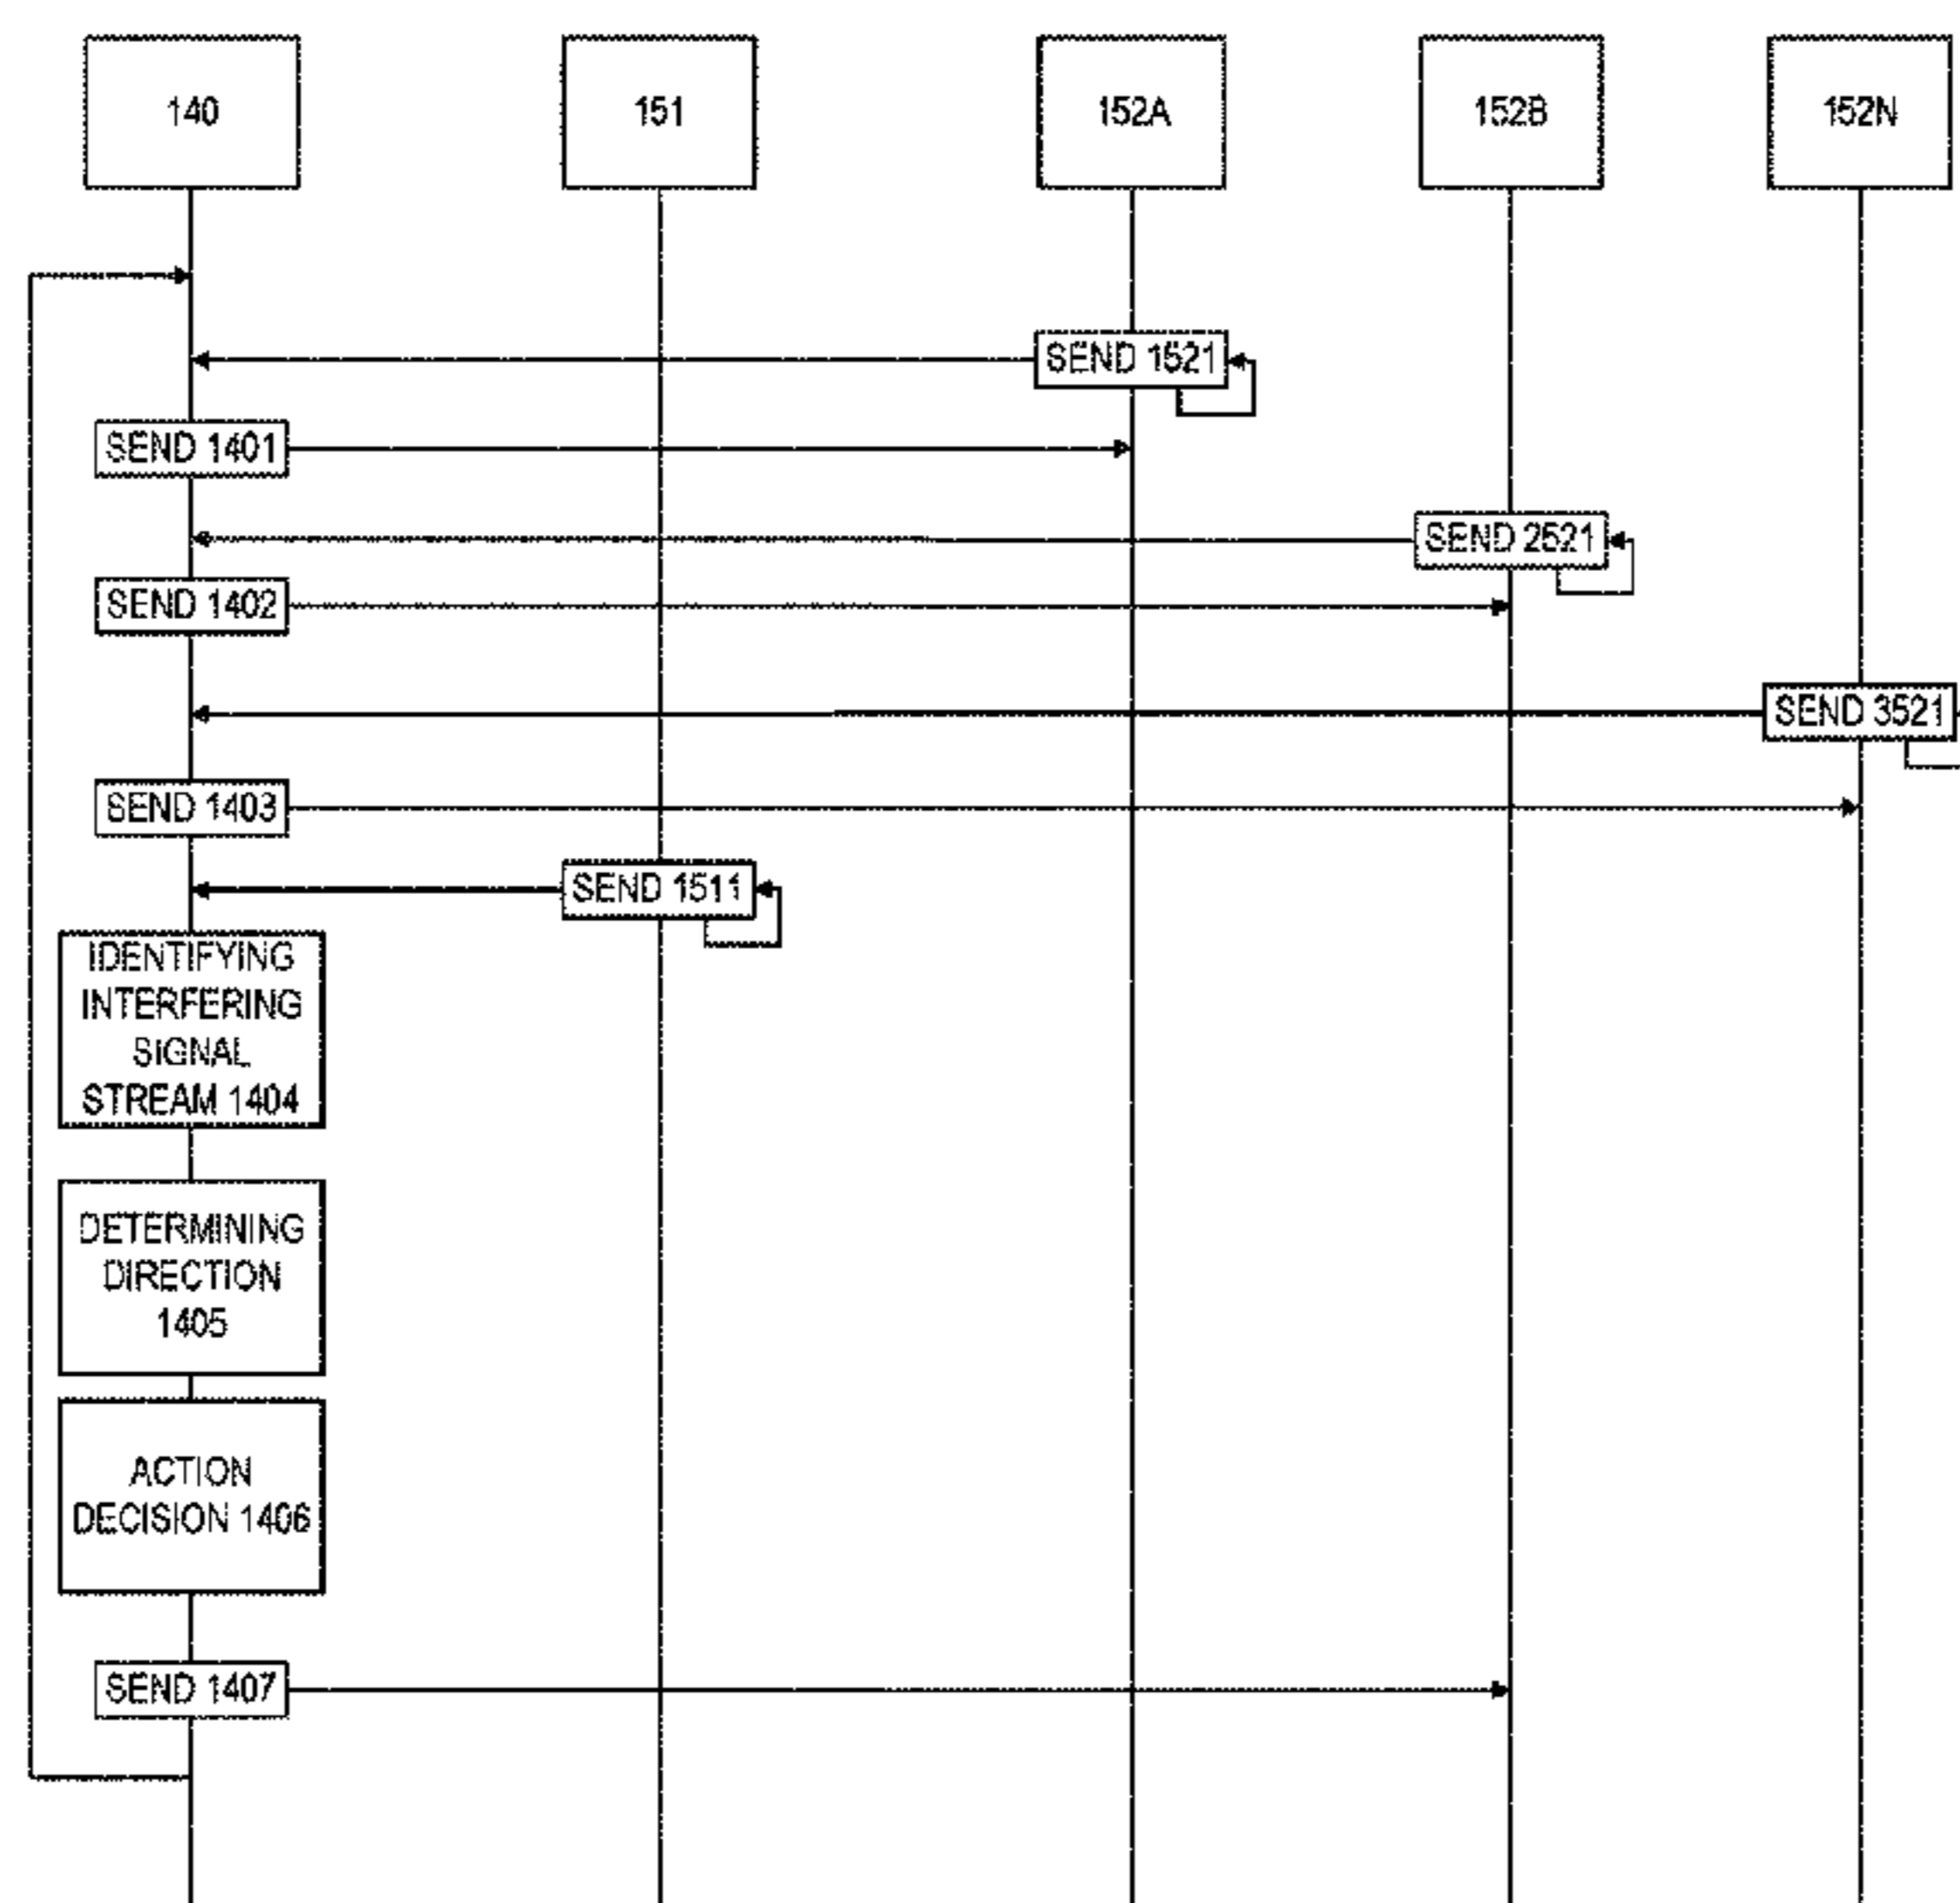 140
151
152A
152B
152N
SEND 1521
SEND 1401
SEND 2521
SEND 1402
SEND 3521
SEND 1403
SEND 1511
IDENTIFYING
INTERFERING
SIGNAL
STREAM 1404
DETERMINING
DIRECTION
1405
ACTION
DECISION 1406
SEND 1407